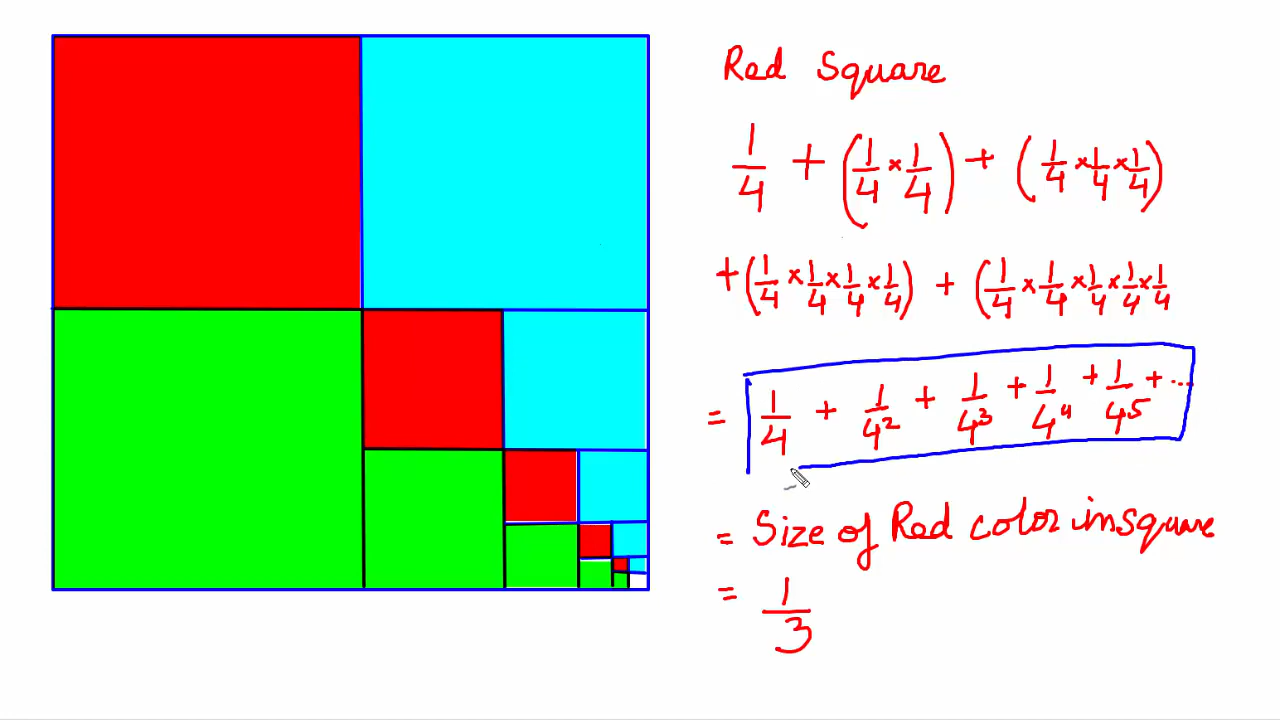 Red Square
1/4 + (1/4 × 1/4) + (1/4 × 1/4 × 1/4)
+ (1/4 × 1/4 × 1/4 × 1/4) + (1/4 × 1/4 × 1/4 × 1/4 × 1/4
= 1/4 + 1/4² + 1/4³ + 1/4⁴ + 1/4⁵ + ...
= Size of Red color in square
= 1/3